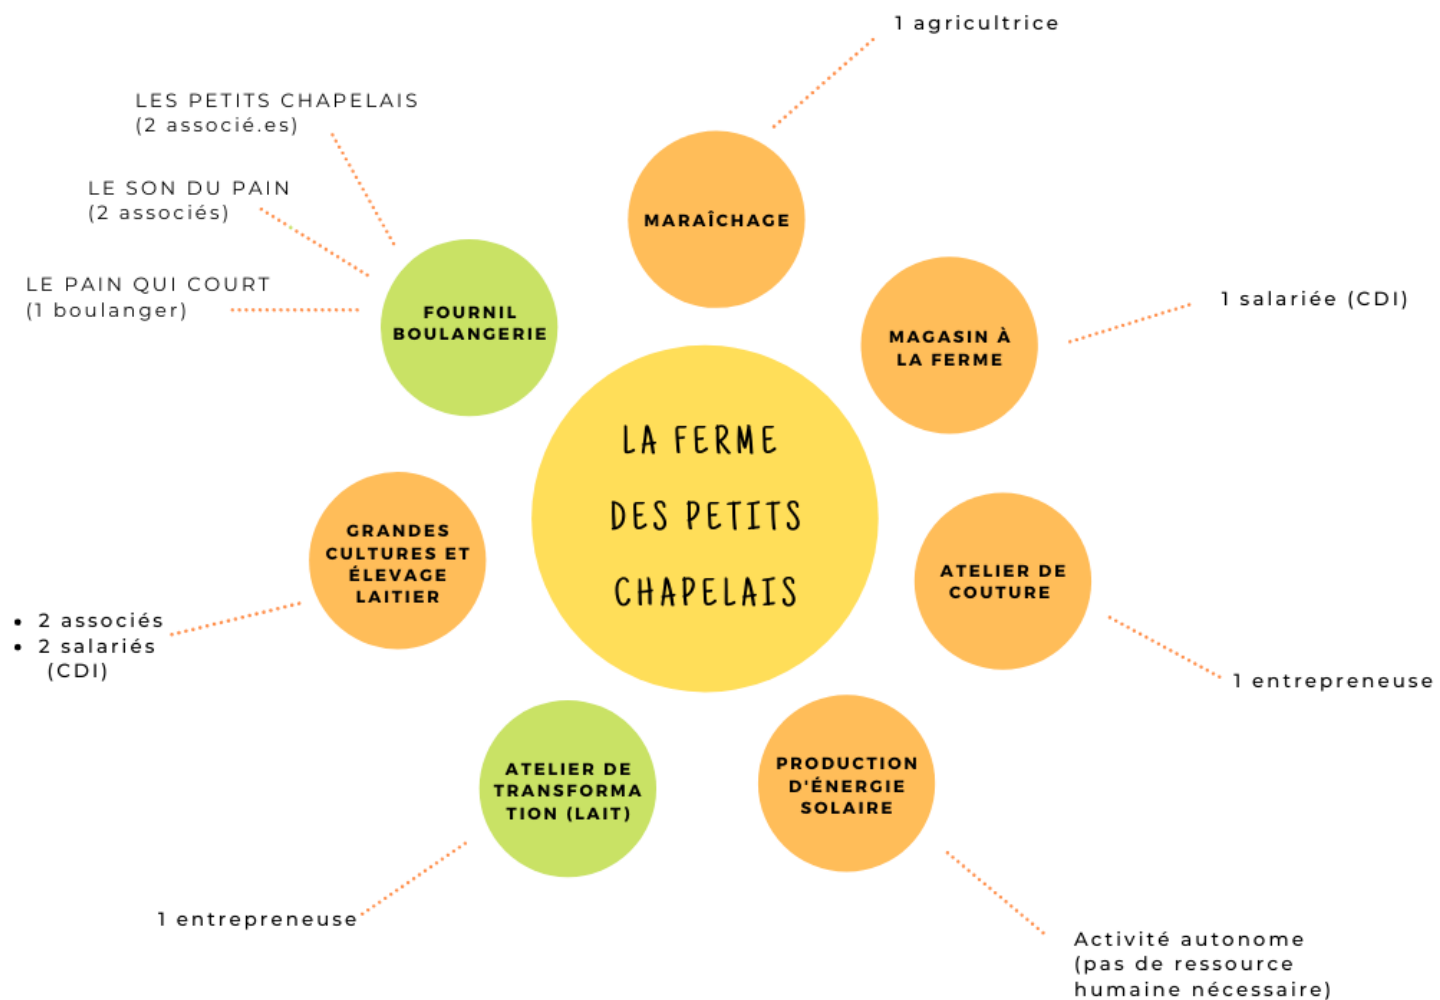 1 agricultrice
LES PETITS CHAPELAIS
(2 associé.es)
LE SON DU PAIN
(2 associés)
LE PAIN QUI COURT
(1 boulanger)
FOURNIL
BOULANGERIE
MARAÎCHAGE
MAGASIN À
LA FERME
1 salariée (CDI)
LA FERME
DES PETITS
CHAPELAIS
GRANDES
CULTURES ET
ÉLEVAGE
LAITIER
• 2 associés
• 2 salariés
(CDI)
ATELIER DE
COUTURE
1 entrepreneuse
ATELIER DE
TRANSFORMA
TION (LAIT)
1 entrepreneuse
PRODUCTION
D'ÉNERGIE
SOLAIRE
Activité autonome
(pas de ressource
humaine nécessaire)